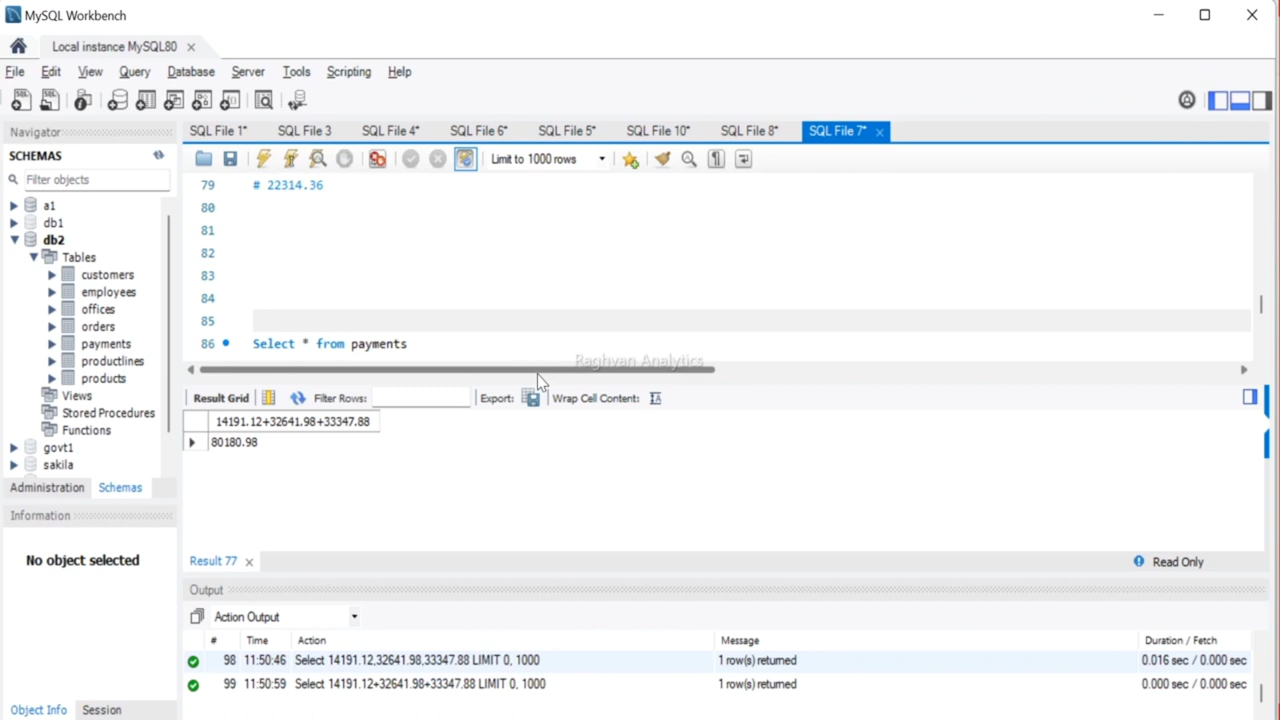 MySQL Workbench
Local instance MySQL80
File Edit View Query Database Server Tools Scripting Help
Navigator
SCHEMAS
Filter objects
a1
db1
db2
Tables
customers
employees
offices
orders
payments
productlines
products
Views
Stored Procedures
Functions
govt1
sakila
Administration Schemas
Information
No object selected
Object Info Session
SQL File 1* SQL File 3 SQL File 4* SQL File 6* SQL File 5* SQL File 10* SQL File 8* SQL File 7*
Limit to 1000 rows
79 # 22314.36
80
81
82
83
84
85
86 Select * from payments
Raghvan Analytics
Result Grid Filter Rows: Export: Wrap Cell Content:
14191.12+32641.98+33347.88
80180.98
Result 77 Read Only
Output
Action Output
# Time Action Message Duration / Fetch
98 11:50:46 Select 14191.12,32641.98,33347.88 LIMIT 0, 1000 1 row(s) returned 0.016 sec / 0.000 sec
99 11:50:59 Select 14191.12+32641.98+33347.88 LIMIT 0, 1000 1 row(s) returned 0.000 sec / 0.000 sec